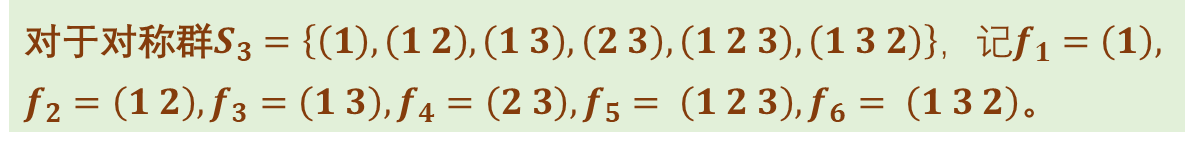 对于对称群S₃ = {(1), (1 2), (1 3), (2 3), (1 2 3), (1 3 2)}, 记f₁ = (1),
f₂ = (1 2), f₃ = (1 3), f₄ = (2 3), f₅ = (1 2 3), f₆ = (1 3 2)。